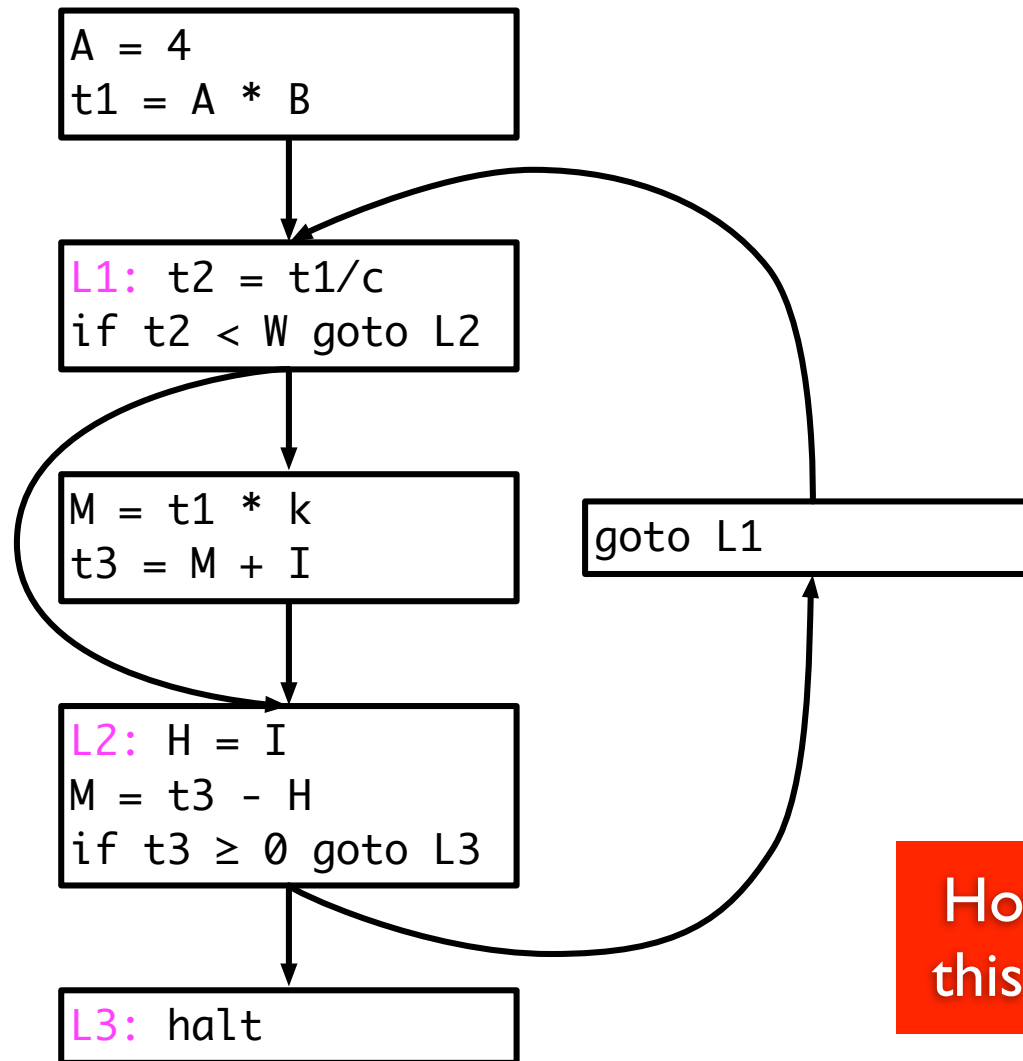 A = 4
t1 = A * B
L1: t2 = t1/c
if t2 < W goto L2
M = t1 * k
t3 = M + I
goto L1
L2: H = I
M = t3 - H
if t3 ≥ 0 goto L3
L3: halt
this